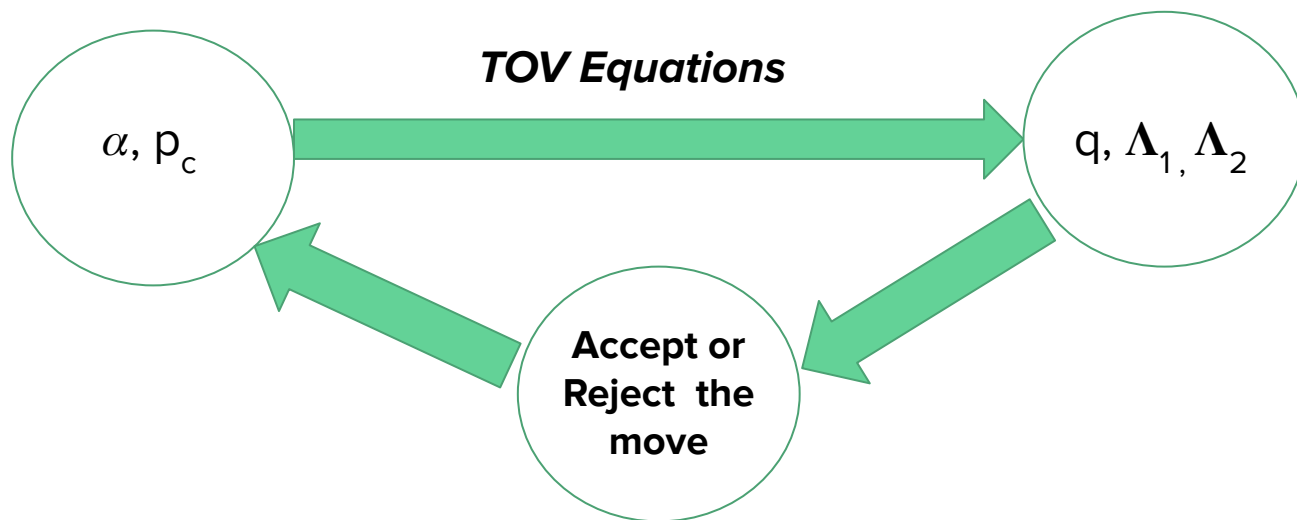 TOV Equations
α, p_c
q, Λ_1, Λ_2
Accept or
Reject the
move